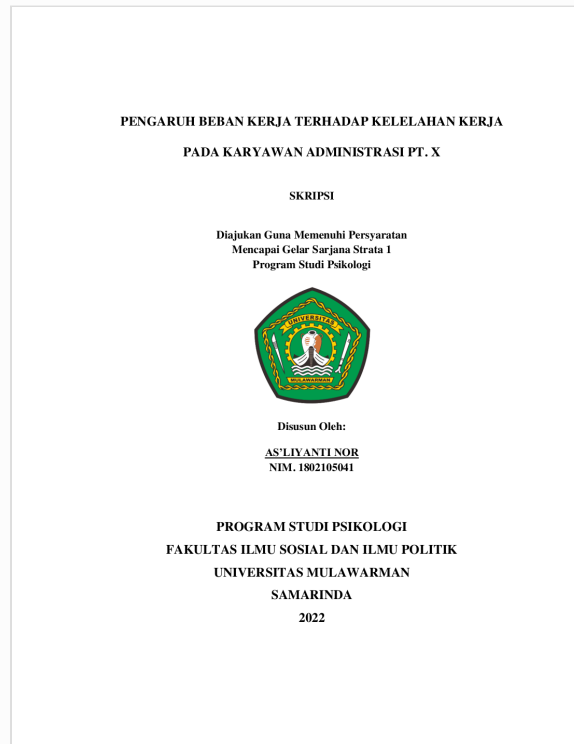 PENGARUH BEBAN KERJA TERHADAP KELELAHAN KERJA
PADA KARYAWAN ADMINISTRASI PT. X
SKRIPSI
Diajukan Guna Memenuhi Persyaratan
Mencapai Gelar Sarjana Strata 1
Program Studi Psikologi
UNIVERSITAS
MULAWARMAN
Disusun Oleh:
AS’LIYANTI NOR
NIM. 1802105041
PROGRAM STUDI PSIKOLOGI
FAKULTAS ILMU SOSIAL DAN ILMU POLITIK
UNIVERSITAS MULAWARMAN
SAMARINDA
2022